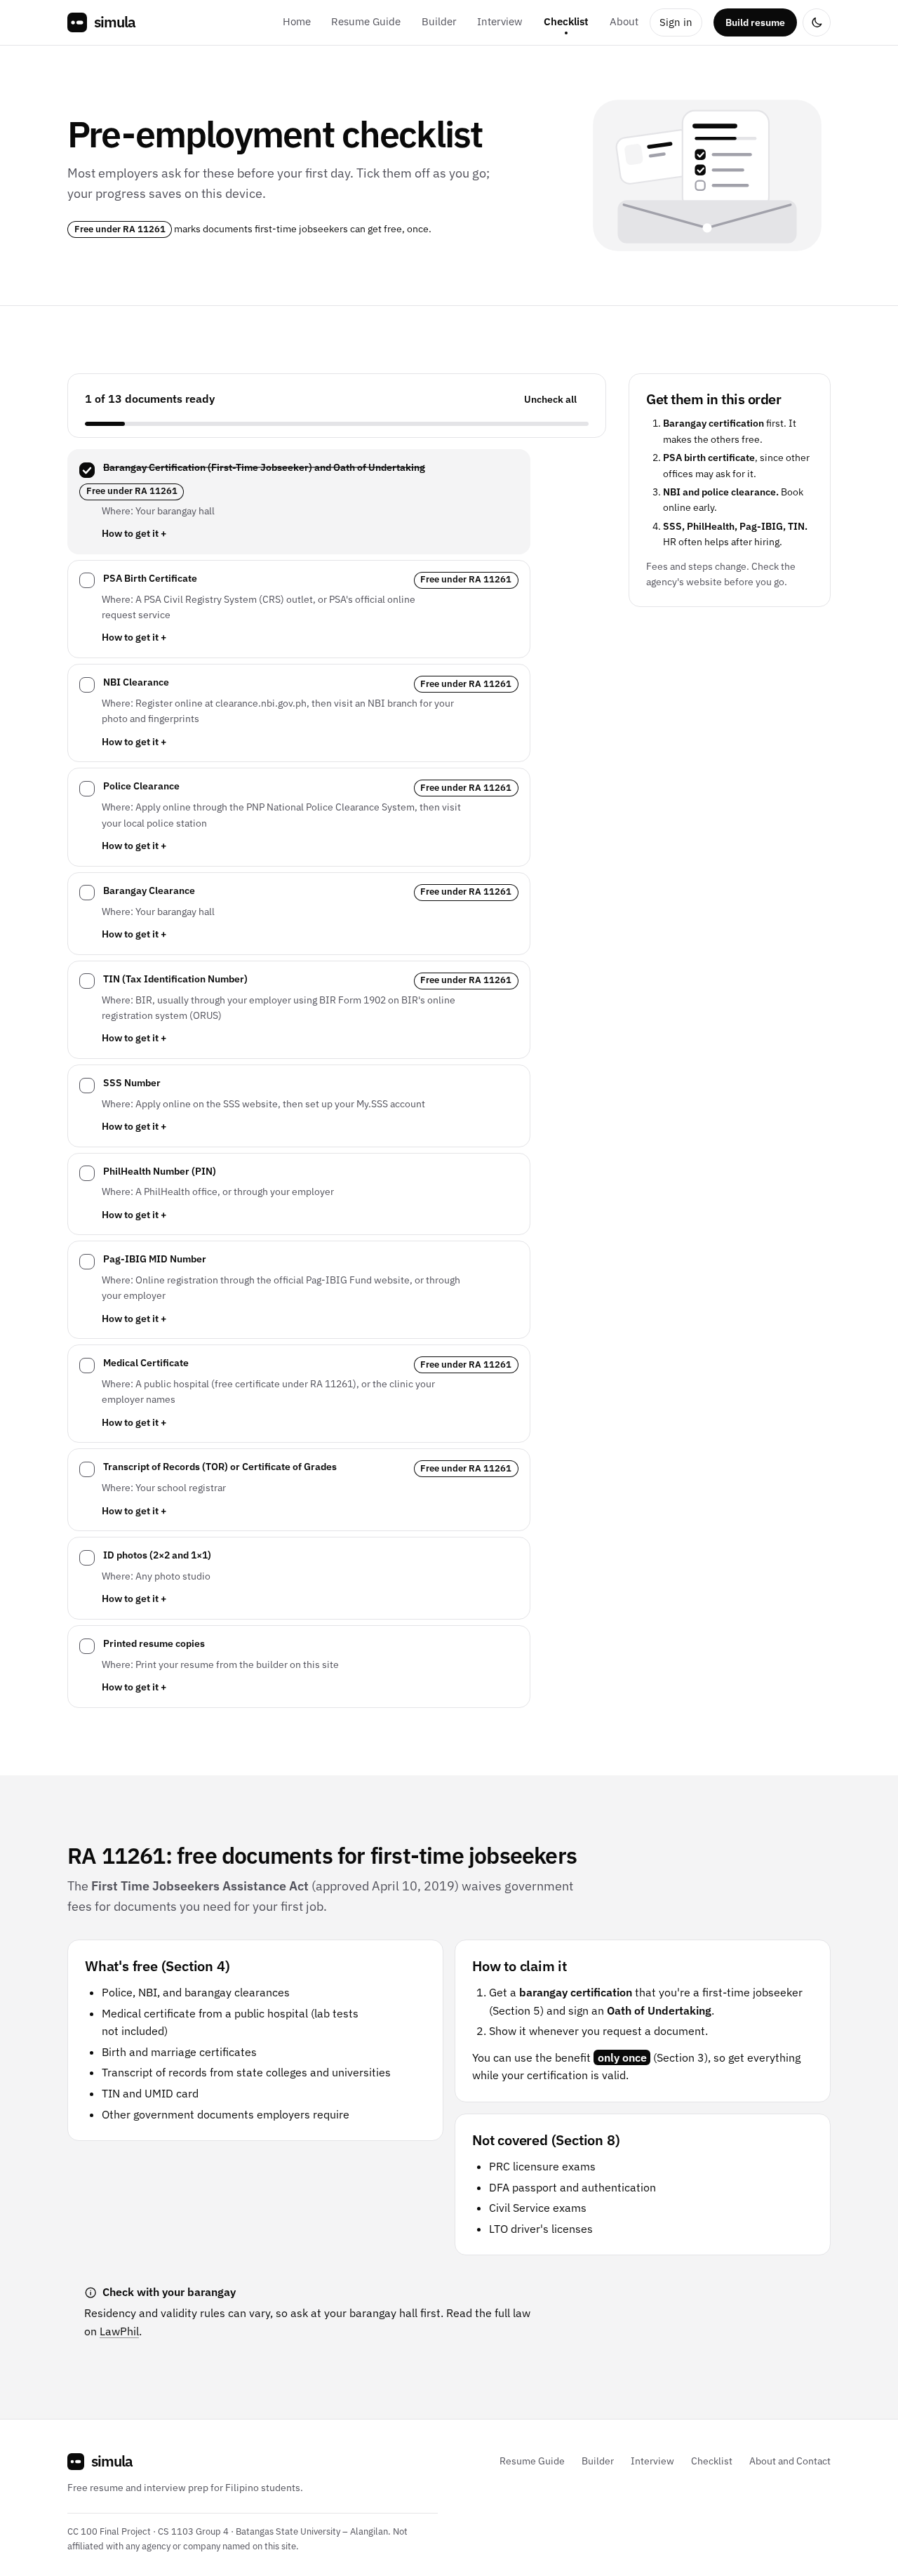 simula
Home
Resume Guide
Builder
Interview
Checklist
About
Sign in
Build resume
Pre-employment checklist
Most employers ask for these before your first day. Tick them off as you go;
your progress saves on this device.
Free under RA 11261 marks documents first-time jobseekers can get free, once.
1 of 13 documents ready
Uncheck all
Barangay Certification (First-Time Jobseeker) and Oath of Undertaking
Free under RA 11261
Where: Your barangay hall
How to get it +
PSA Birth Certificate
Free under RA 11261
Where: A PSA Civil Registry System (CRS) outlet, or PSA's official online
request service
How to get it +
NBI Clearance
Free under RA 11261
Where: Register online at clearance.nbi.gov.ph, then visit an NBI branch for your
photo and fingerprints
How to get it +
Police Clearance
Free under RA 11261
Where: Apply online through the PNP National Police Clearance System, then visit
your local police station
How to get it +
Barangay Clearance
Free under RA 11261
Where: Your barangay hall
How to get it +
TIN (Tax Identification Number)
Free under RA 11261
Where: BIR, usually through your employer using BIR Form 1902 on BIR's online
registration system (ORUS)
How to get it +
SSS Number
Where: Apply online on the SSS website, then set up your My.SSS account
How to get it +
PhilHealth Number (PIN)
Where: A PhilHealth office, or through your employer
How to get it +
Pag-IBIG MID Number
Where: Online registration through the official Pag-IBIG Fund website, or through
your employer
How to get it +
Medical Certificate
Free under RA 11261
Where: A public hospital (free certificate under RA 11261), or the clinic your
employer names
How to get it +
Transcript of Records (TOR) or Certificate of Grades
Free under RA 11261
Where: Your school registrar
How to get it +
ID photos (2×2 and 1×1)
Where: Any photo studio
How to get it +
Printed resume copies
Where: Print your resume from the builder on this site
How to get it +
Get them in this order
1. Barangay certification first. It
makes the others free.
2. PSA birth certificate, since other
offices may ask for it.
3. NBI and police clearance. Book
online early.
4. SSS, PhilHealth, Pag-IBIG, TIN.
HR often helps after hiring.
Fees and steps change. Check the
agency's website before you go.
RA 11261: free documents for first-time jobseekers
The First Time Jobseekers Assistance Act (approved April 10, 2019) waives government
fees for documents you need for your first job.
What's free (Section 4)
• Police, NBI, and barangay clearances
• Medical certificate from a public hospital (lab tests
not included)
• Birth and marriage certificates
• Transcript of records from state colleges and universities
• TIN and UMID card
• Other government documents employers require
How to claim it
1. Get a barangay certification that you're a first-time jobseeker
(Section 5) and sign an Oath of Undertaking.
2. Show it whenever you request a document.
You can use the benefit only once (Section 3), so get everything
while your certification is valid.
Not covered (Section 8)
• PRC licensure exams
• DFA passport and authentication
• Civil Service exams
• LTO driver's licenses
Check with your barangay
Residency and validity rules can vary, so ask at your barangay hall first. Read the full law
on LawPhil.
simula
Free resume and interview prep for Filipino students.
Resume Guide
Builder
Interview
Checklist
About and Contact
CC 100 Final Project · CS 1103 Group 4 · Batangas State University – Alangilan. Not
affiliated with any agency or company named on this site.